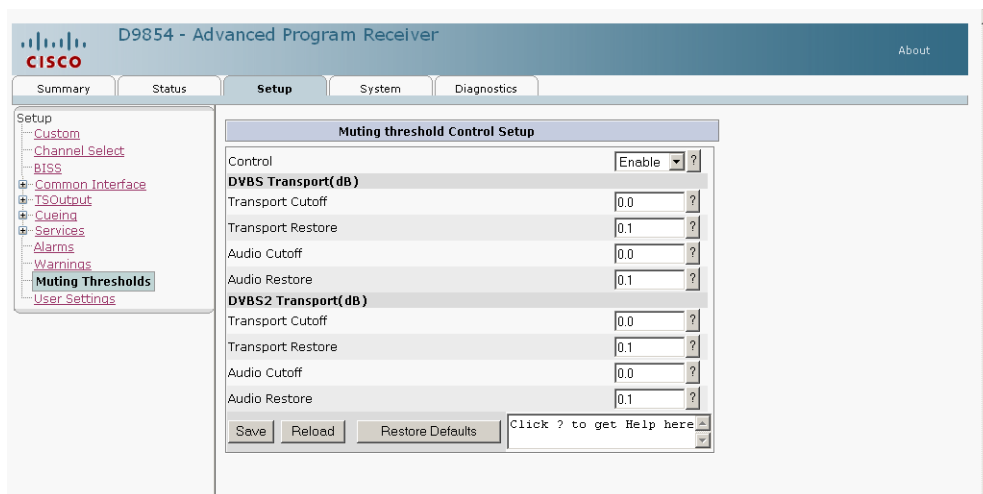 D9854 - Advanced Program Receiver
CISCO
About
Summary
Status
Setup
System
Diagnostics
Setup
Custom
Channel Select
BISS
Common Interface
TSOutput
Cueing
Services
Alarms
Warnings
Muting Thresholds
User Settings
Muting threshold Control Setup
Control Enable ?
DVBS Transport(dB)
Transport Cutoff 0.0 ?
Transport Restore 0.1 ?
Audio Cutoff 0.0 ?
Audio Restore 0.1 ?
DVBS2 Transport(dB)
Transport Cutoff 0.0 ?
Transport Restore 0.1 ?
Audio Cutoff 0.0 ?
Audio Restore 0.1 ?
Save Reload Restore Defaults Click ? to get Help here